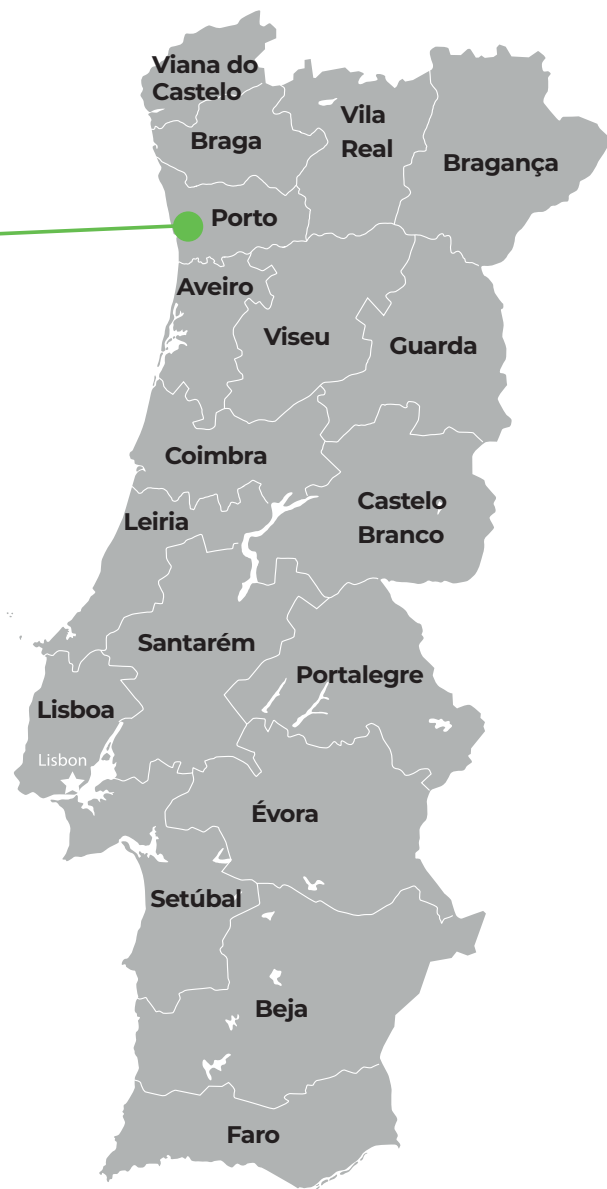 Viana do
Castelo
Braga
Vila
Real
Bragança
Porto
Aveiro
Viseu
Guarda
Coimbra
Castelo
Branco
Leiria
Santarém
Portalegre
Lisboa
Lisbon
Évora
Setúbal
Beja
Faro